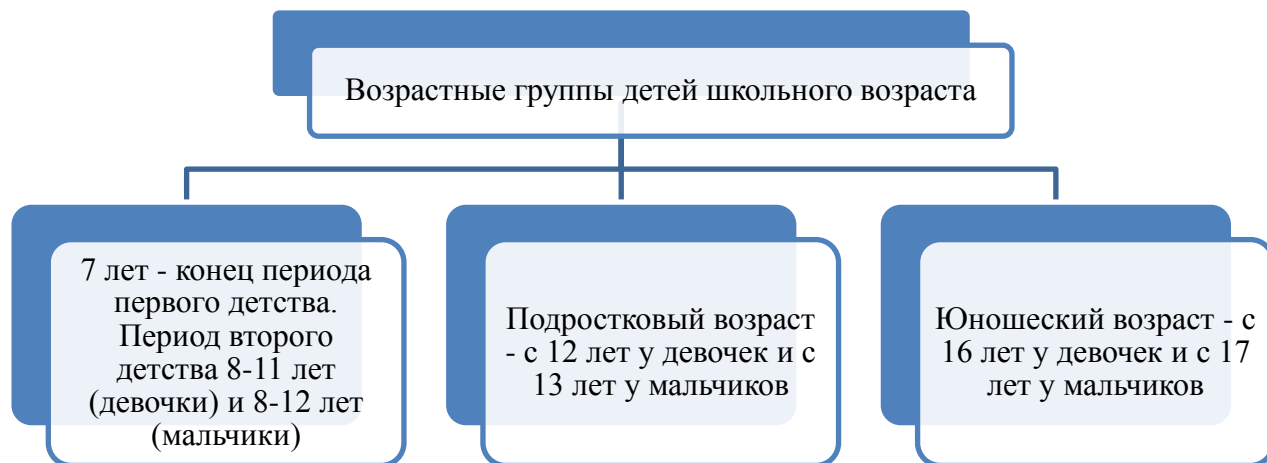 Возрастные группы детей школьного возраста
7 лет - конец периода
первого детства.
Период второго
детства 8-11 лет
(девочки) и 8-12 лет
(мальчики)
Подростковый возраст
- с 12 лет у девочек и с
13 лет у мальчиков
Юношеский возраст - с
16 лет у девочек и с 17
лет у мальчиков